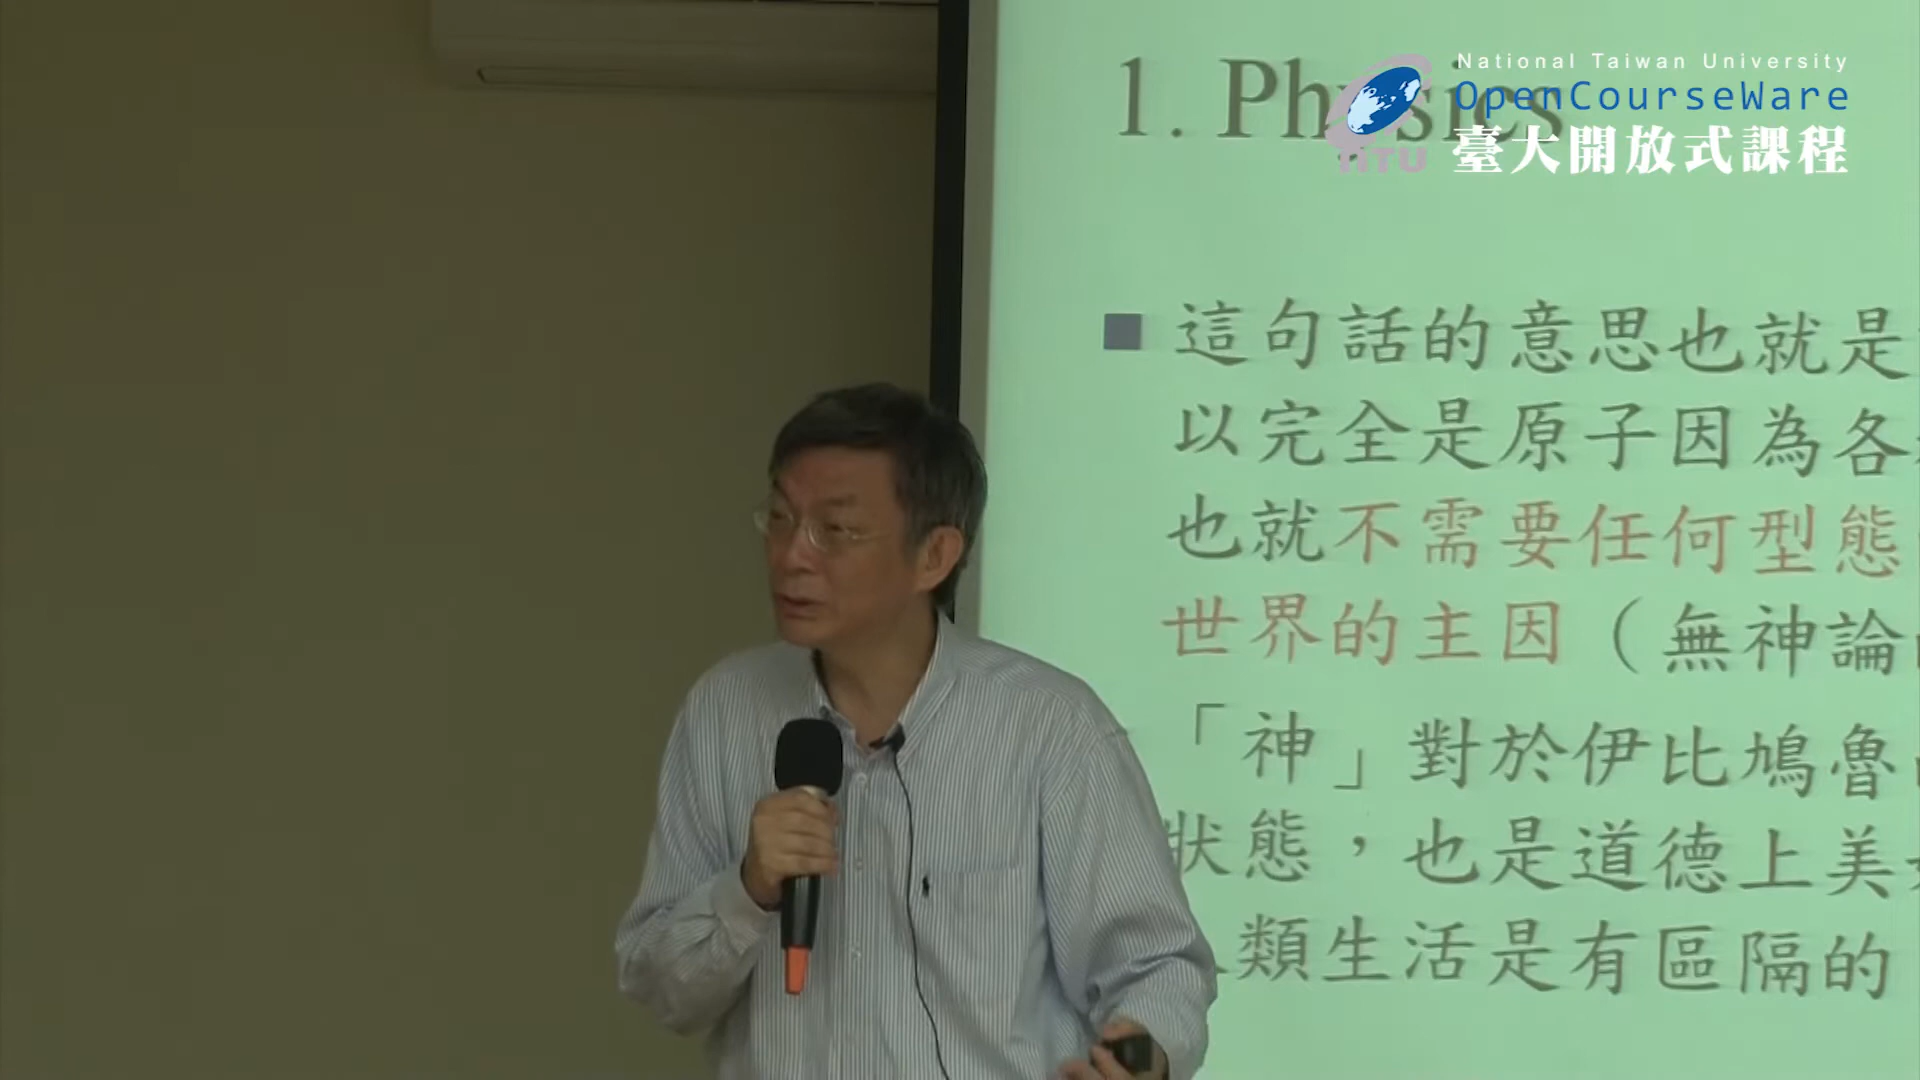 National Taiwan University
OpenCourseWare
臺大開放式課程
NTU
1. Physics
這句話的意思也就是
以完全是原子因為各
也就不需要任何型態
世界的主因（無神論
「神」對於伊比鳩魯
狀態，也是道德上美
類生活是有區隔的